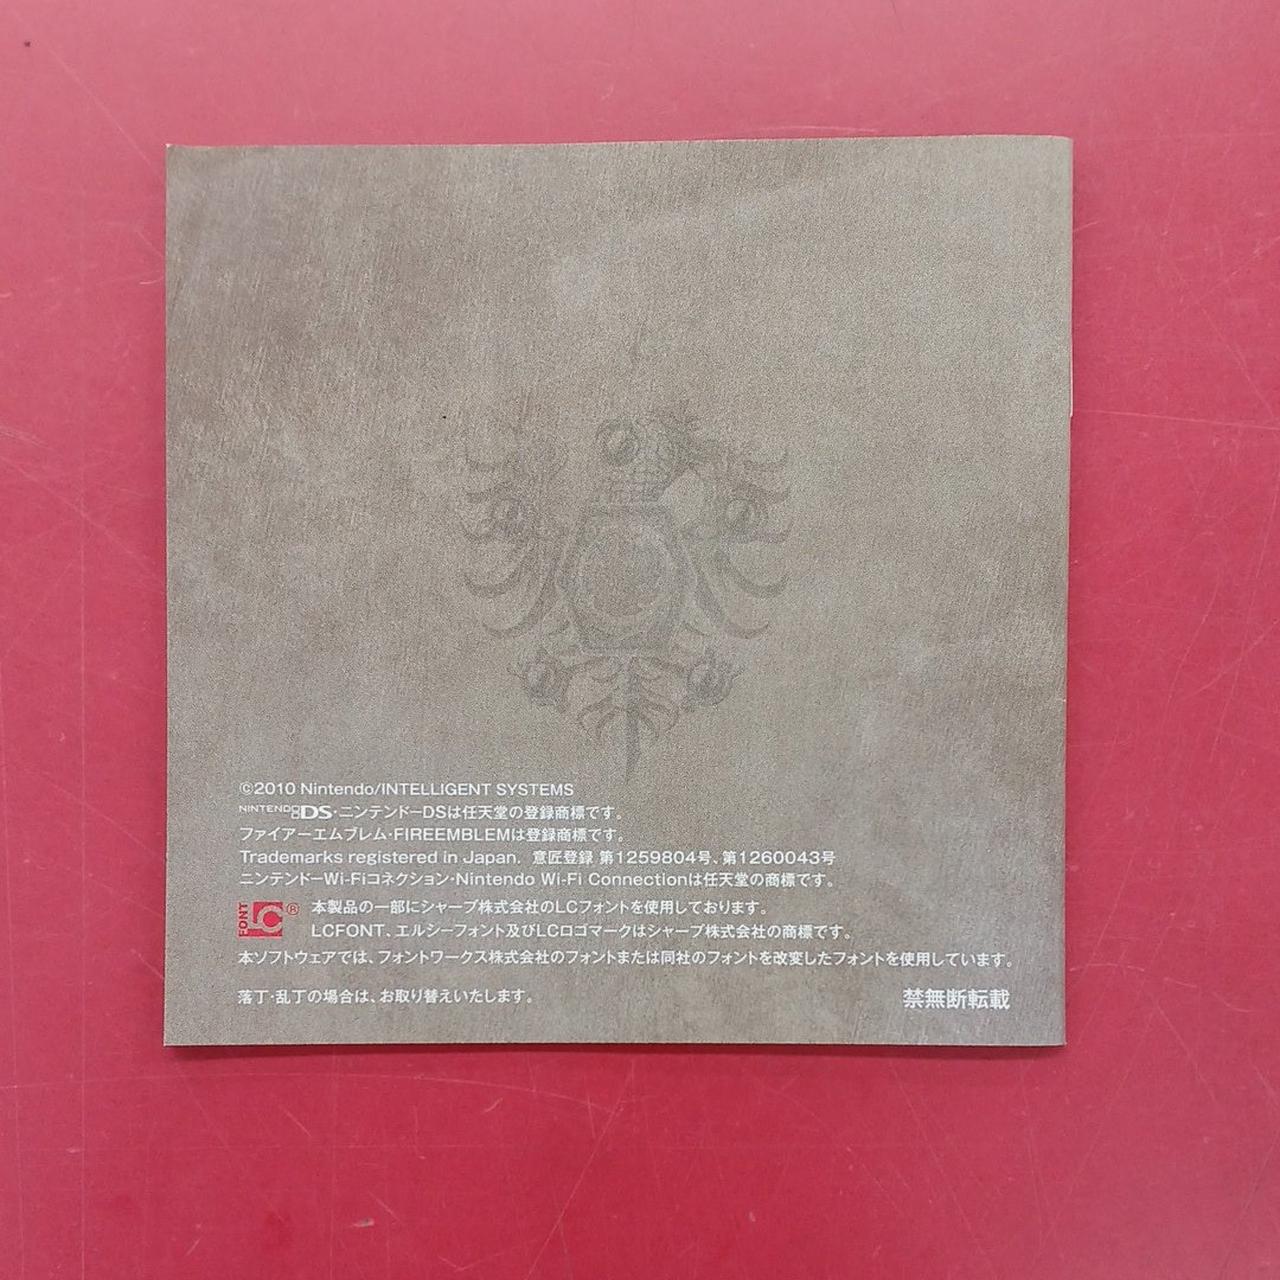 ©2010 Nintendo/INTELLIGENT SYSTEMS
NINTENDO DS・ニンテンドーDSは任天堂の登録商標です。
ファイアーエムブレム・FIREEMBLEMは登録商標です。
Trademarks registered in Japan. 意匠登録 第1259804号、第1260043号
ニンテンドーWi-Fiコネクション・Nintendo Wi-Fi Connectionは任天堂の商標です。
FONT LC® 本製品の一部にシャープ株式会社のLCフォントを使用しております。
LCFONT、エルシーフォント及びLCロゴマークはシャープ株式会社の商標です。
本ソフトウェアでは、フォントワークス株式会社のフォントまたは同社のフォントを改変したフォントを使用しています。
落丁・乱丁の場合は、お取り替えいたします。 禁無断転載